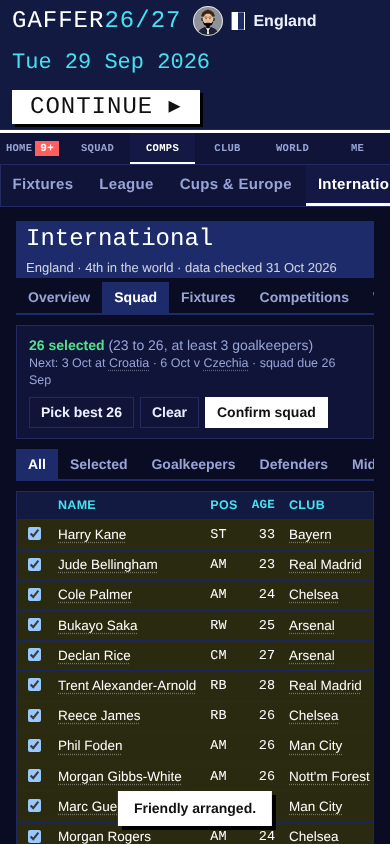 GAFFER26/27 England
Tue 29 Sep 2026
CONTINUE ►
HOME 9+ SQUAD COMPS CLUB WORLD ME
Fixtures League Cups & Europe Internatio
International
England · 4th in the world · data checked 31 Oct 2026
Overview Squad Fixtures Competitions
26 selected (23 to 26, at least 3 goalkeepers)
Next: 3 Oct at Croatia · 6 Oct v Czechia · squad due 26
Sep
Pick best 26 Clear Confirm squad
All Selected Goalkeepers Defenders Mid
NAME POS AGE CLUB
Harry Kane ST 33 Bayern
Jude Bellingham AM 23 Real Madrid
Cole Palmer AM 24 Chelsea
Bukayo Saka RW 25 Arsenal
Declan Rice CM 27 Arsenal
Trent Alexander-Arnold RB 28 Real Madrid
Reece James RB 26 Chelsea
Phil Foden AM 26 Man City
Morgan Gibbs-White AM 26 Nott'm Forest
Marc Gue Man City
Friendly arranged.
Morgan Rogers AM 24 Chelsea